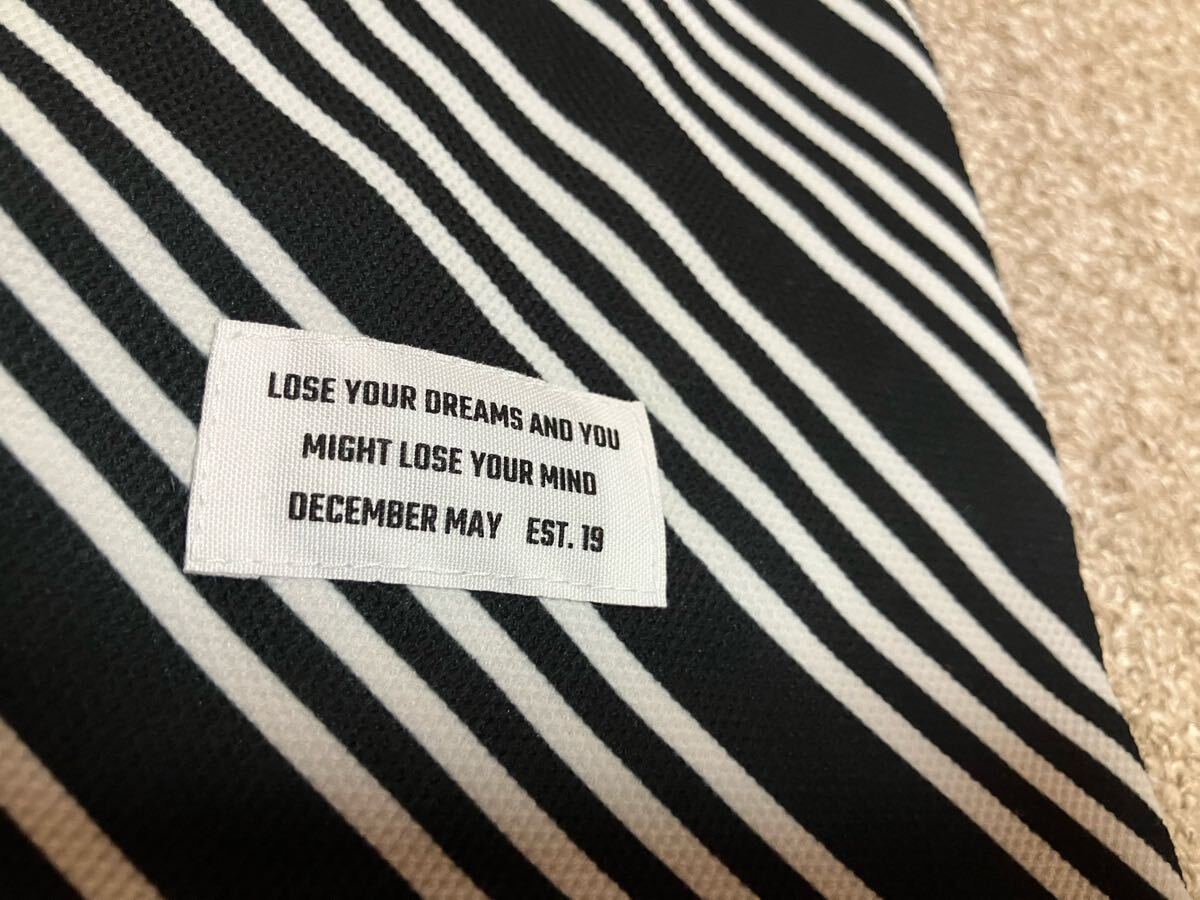 LOSE YOUR DREAMS AND YOU
MIGHT LOSE YOUR MIND
DECEMBER MAY EST. 19